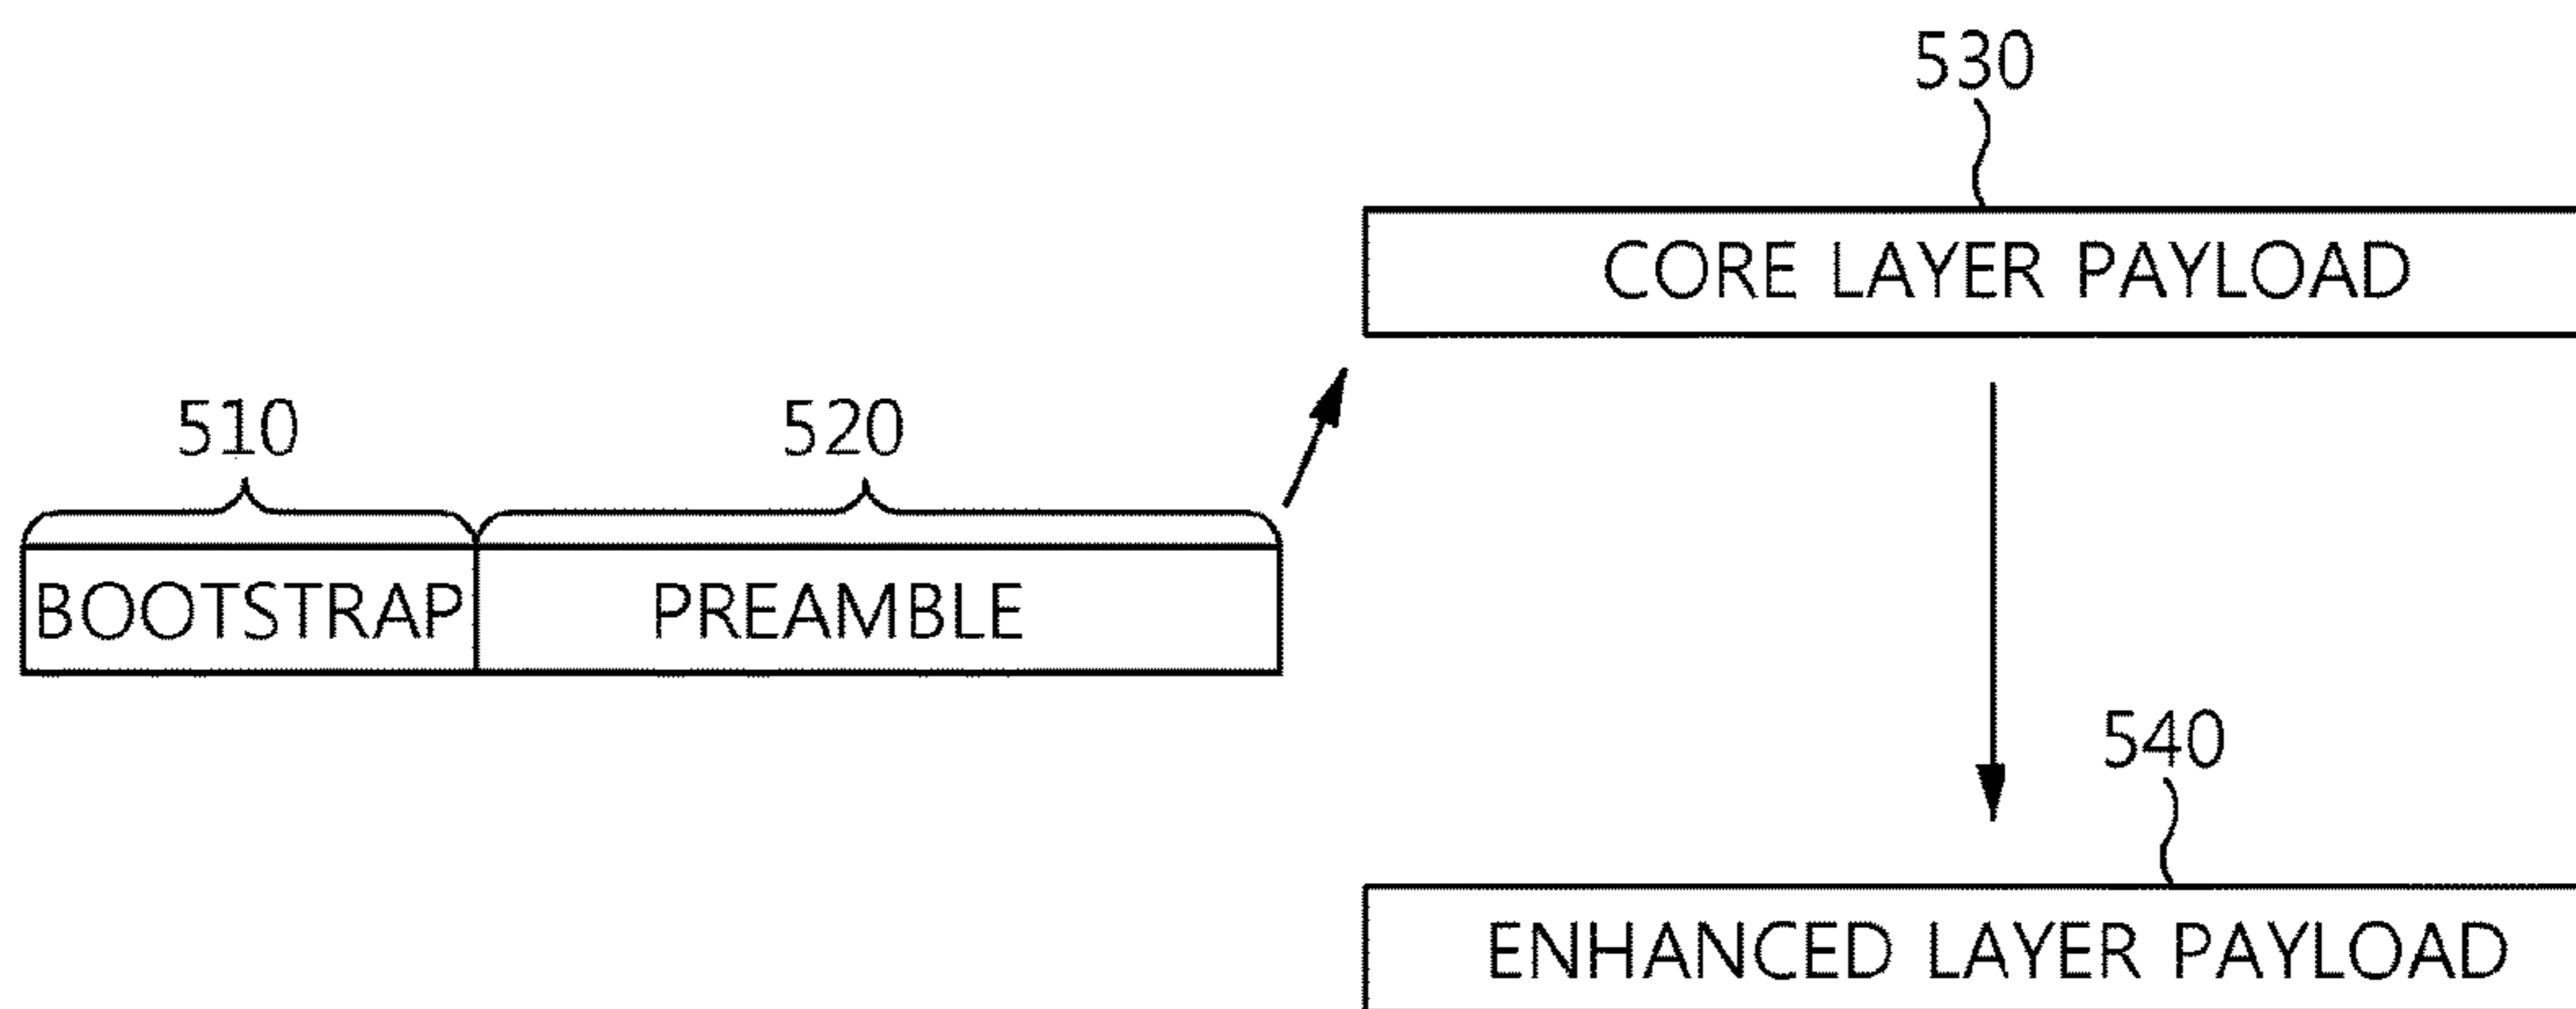 530
CORE LAYER PAYLOAD
510 520
BOOTSTRAP PREAMBLE
540
ENHANCED LAYER PAYLOAD